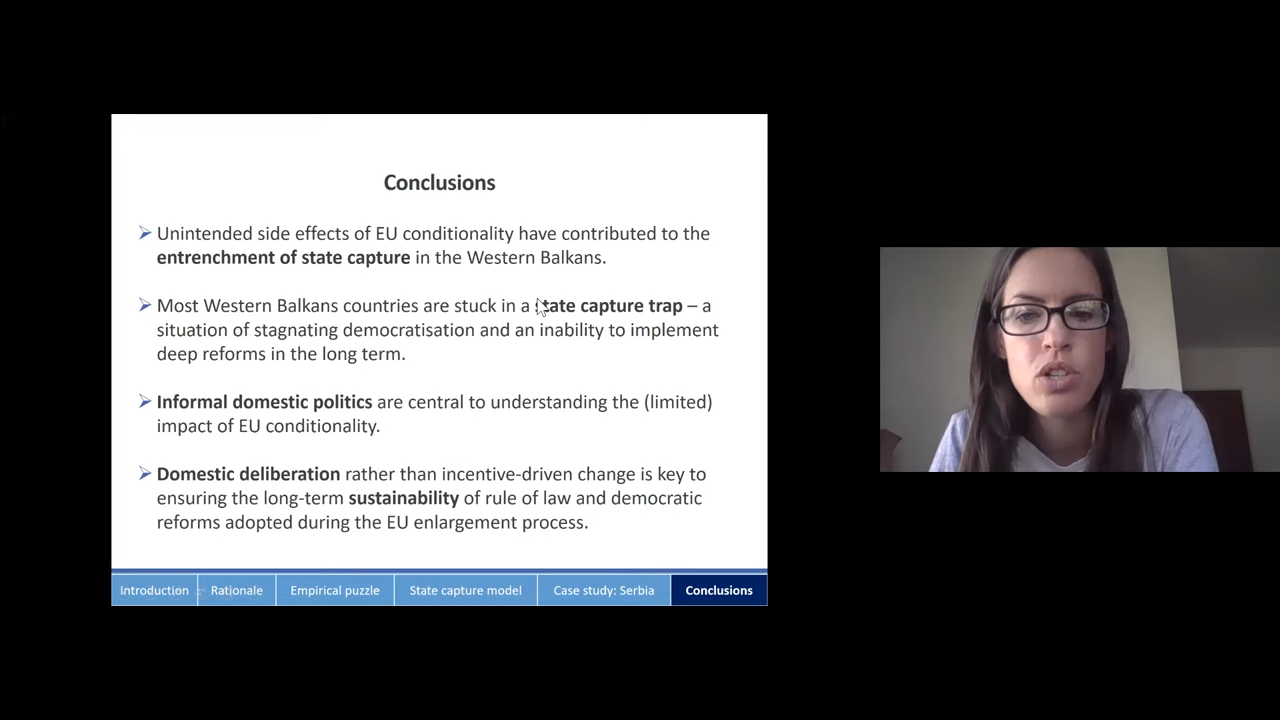 Conclusions
Unintended side effects of EU conditionality have contributed to the
entrenchment of state capture in the Western Balkans.
Most Western Balkans countries are stuck in a state capture trap – a
situation of stagnating democratisation and an inability to implement
deep reforms in the long term.
Informal domestic politics are central to understanding the (limited)
impact of EU conditionality.
Domestic deliberation rather than incentive-driven change is key to
ensuring the long-term sustainability of rule of law and democratic
reforms adopted during the EU enlargement process.
Introduction Rationale Empirical puzzle State capture model Case study: Serbia Conclusions